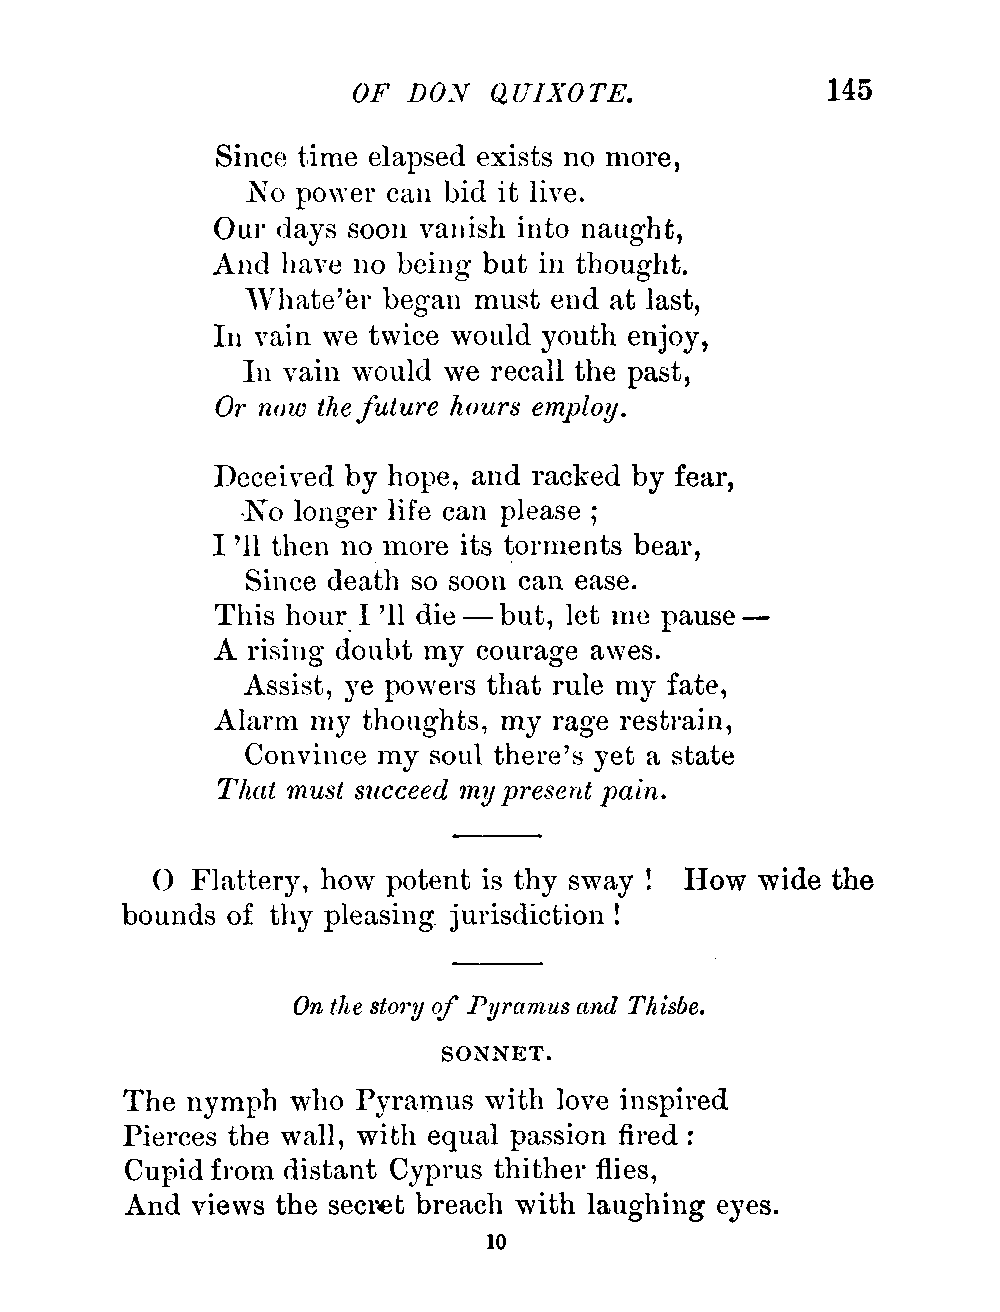 OF DON QUIXOTE. 145
Since time elapsed exists no more,
No power can bid it live.
Our days soon vanish into naught,
And have no being but in thought.
Whate'er began must end at last,
In vain we twice would youth enjoy,
In vain would we recall the past,
Or now the future hours employ.
Deceived by hope, and racked by fear,
No longer life can please ;
I 'll then no more its torments bear,
Since death so soon can ease.
This hour I 'll die — but, let me pause —
A rising doubt my courage awes.
Assist, ye powers that rule my fate,
Alarm my thoughts, my rage restrain,
Convince my soul there's yet a state
That must succeed my present pain.
O Flattery, how potent is thy sway ! How wide the
bounds of thy pleasing jurisdiction !
On the story of Pyramus and Thisbe.
SONNET.
The nymph who Pyramus with love inspired
Pierces the wall, with equal passion fired :
Cupid from distant Cyprus thither flies,
And views the secret breach with laughing eyes.
10